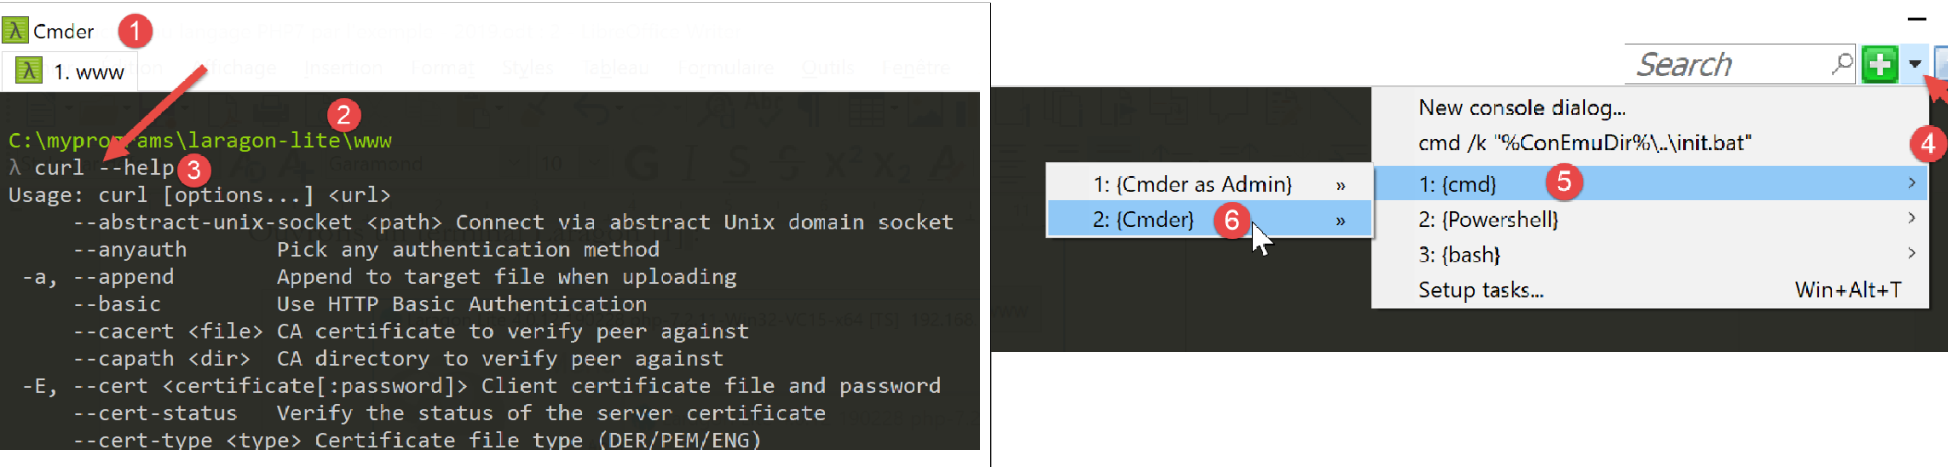 Cmder 1
1. www
2
C:\myprograms\laragon-lite\www
λ curl --help 3
Usage: curl [options...] <url>
--abstract-unix-socket <path> Connect via abstract Unix domain socket
--anyauth Pick any authentication method
-a, --append Append to target file when uploading
--basic Use HTTP Basic Authentication
--cacert <file> CA certificate to verify peer against
--capath <dir> CA directory to verify peer against
-E, --cert <certificate[:password]> Client certificate file and password
--cert-status Verify the status of the server certificate
--cert-type <type> Certificate file type (DER/PEM/ENG)
Search
New console dialog...
cmd /k "%ConEmuDir%\..\init.bat" 4
1: {cmd} 5 >
2: {Powershell} >
3: {bash} >
Setup tasks... Win+Alt+T
1: {Cmder as Admin} »
2: {Cmder} 6 »